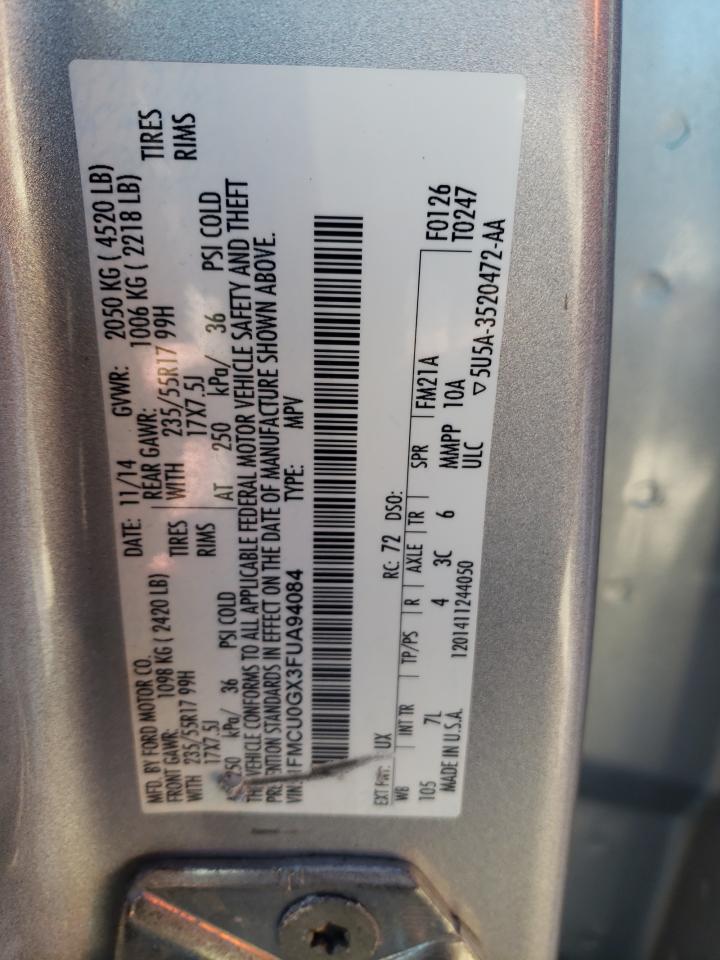 MFD. BY FORD MOTOR CO.
DATE: 11/14 GVWR: 2050 KG ( 4520 LB)
FRONT GAWR: 1098 KG ( 2420 LB) REAR GAWR: 1006 KG ( 2218 LB)
WITH 235/55R17 99H TIRES WITH 235/55R17 99H TIRES
17X7.5J RIMS 17X7.5J RIMS
250 kPa/ 36 PSI COLD AT 250 kPa/ 36 PSI COLD
THIS VEHICLE CONFORMS TO ALL APPLICABLE FEDERAL MOTOR VEHICLE SAFETY AND THEFT
PREVENTION STANDARDS IN EFFECT ON THE DATE OF MANUFACTURE SHOWN ABOVE.
VIN: 1FMCU0GX3FUA94084 TYPE: MPV
EXT PNT: UX RC: 72 DSO: F0126
WB INT TR TP/PS R AXLE TR SPR FM21A T0247
105 7L 4 3C 6 MMPP 10A
MADE IN U.S.A. 1201411244050 ULC ▽5U5A-3520472-AA